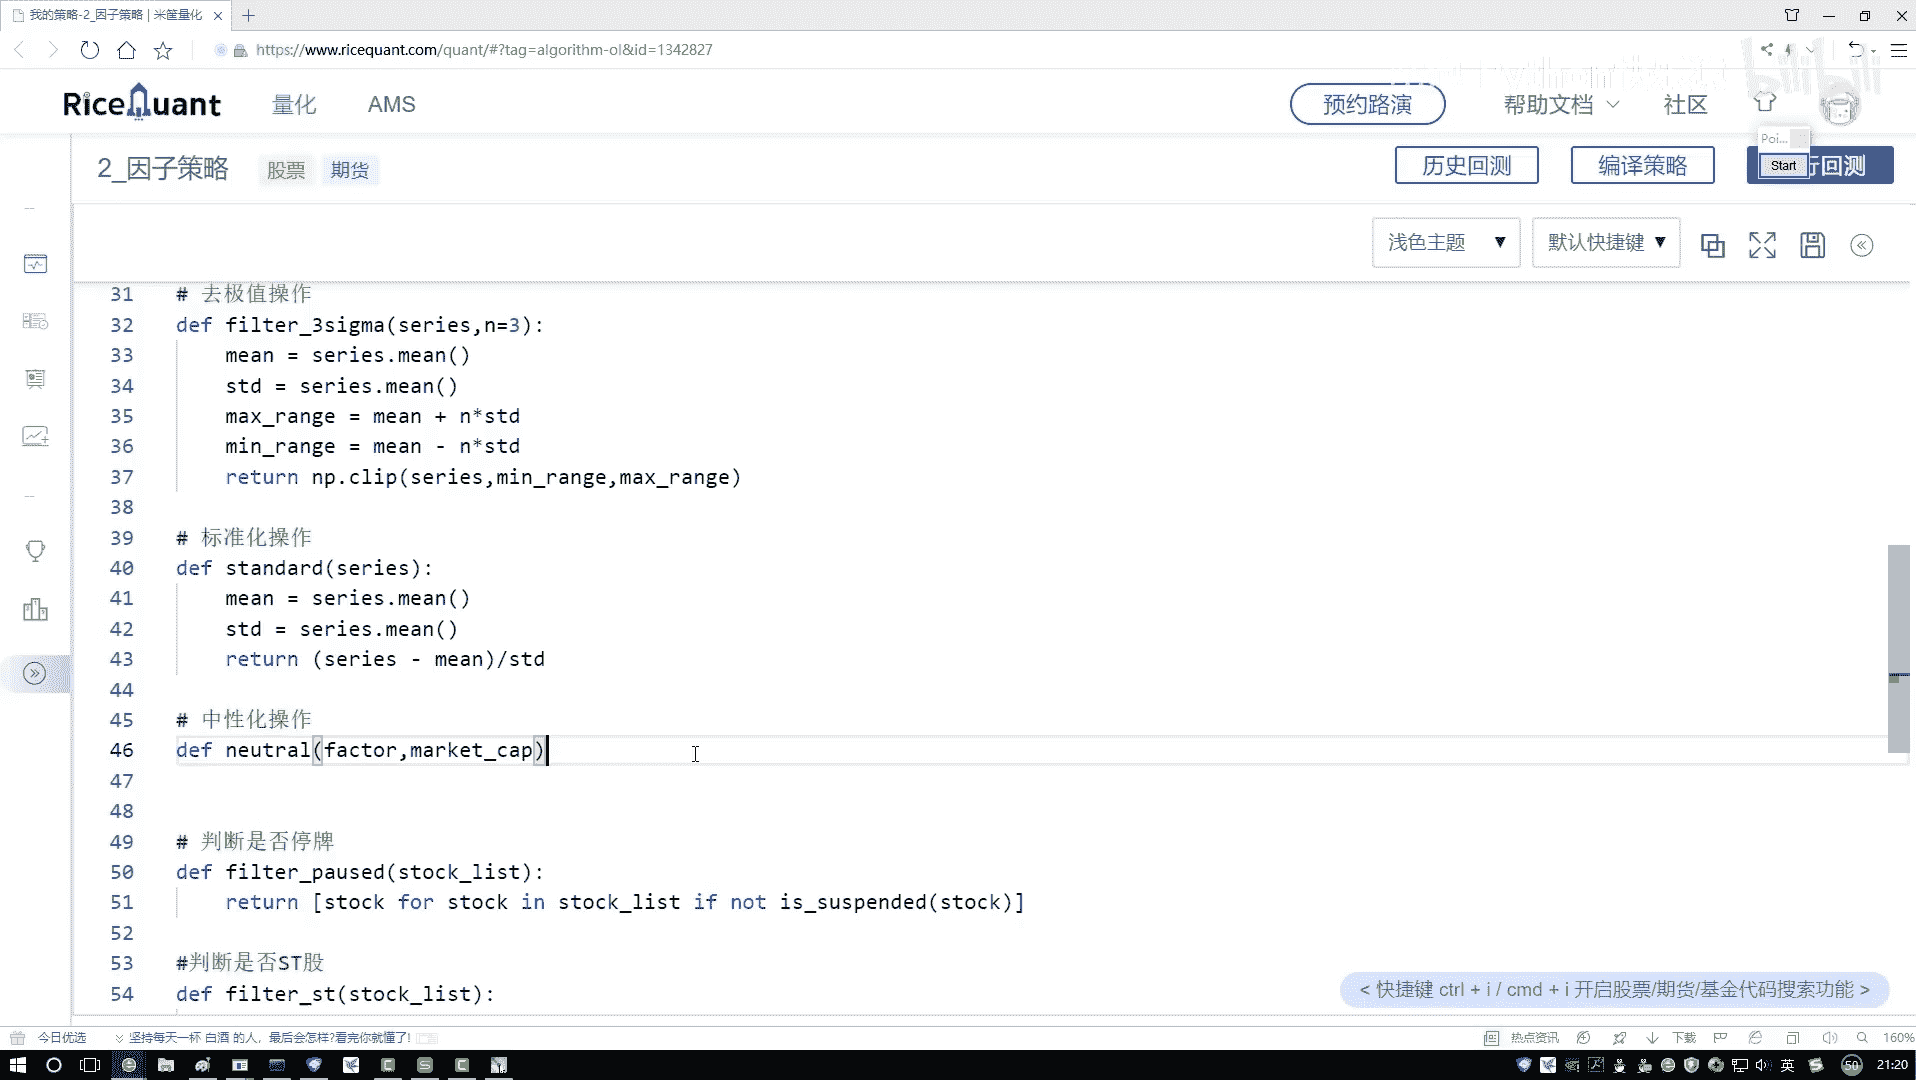 我的策略-2_因子策略 | 米筐量化
https://www.ricequant.com/quant/#?tag=algorithm-ol&id=1342827
bilibili
RiceQuant 量化 AMS 预约路演 帮助文档 社区
Poi...
2_因子策略 股票 期货 历史回测 编译策略 Start 行回测
浅色主题 ▼ 默认快捷键 ▼
31 # 去极值操作
32 def filter_3sigma(series,n=3):
33 mean = series.mean()
34 std = series.mean()
35 max_range = mean + n*std
36 min_range = mean - n*std
37 return np.clip(series,min_range,max_range)
38
39 # 标准化操作
40 def standard(series):
41 mean = series.mean()
42 std = series.mean()
43 return (series - mean)/std
44
45 # 中性化操作
46 def neutral(factor,market_cap)
47
48
49 # 判断是否停牌
50 def filter_paused(stock_list):
51 return [stock for stock in stock_list if not is_suspended(stock)]
52
53 #判断是否ST股
54 def filter_st(stock_list):
< 快捷键 ctrl + i / cmd + i 开启股票/期货/基金代码搜索功能 >
今日优选 坚持每天一杯 白酒 的人，最后会怎样?看完你就懂了! 热点资讯 下载 160%
英 50 21:20